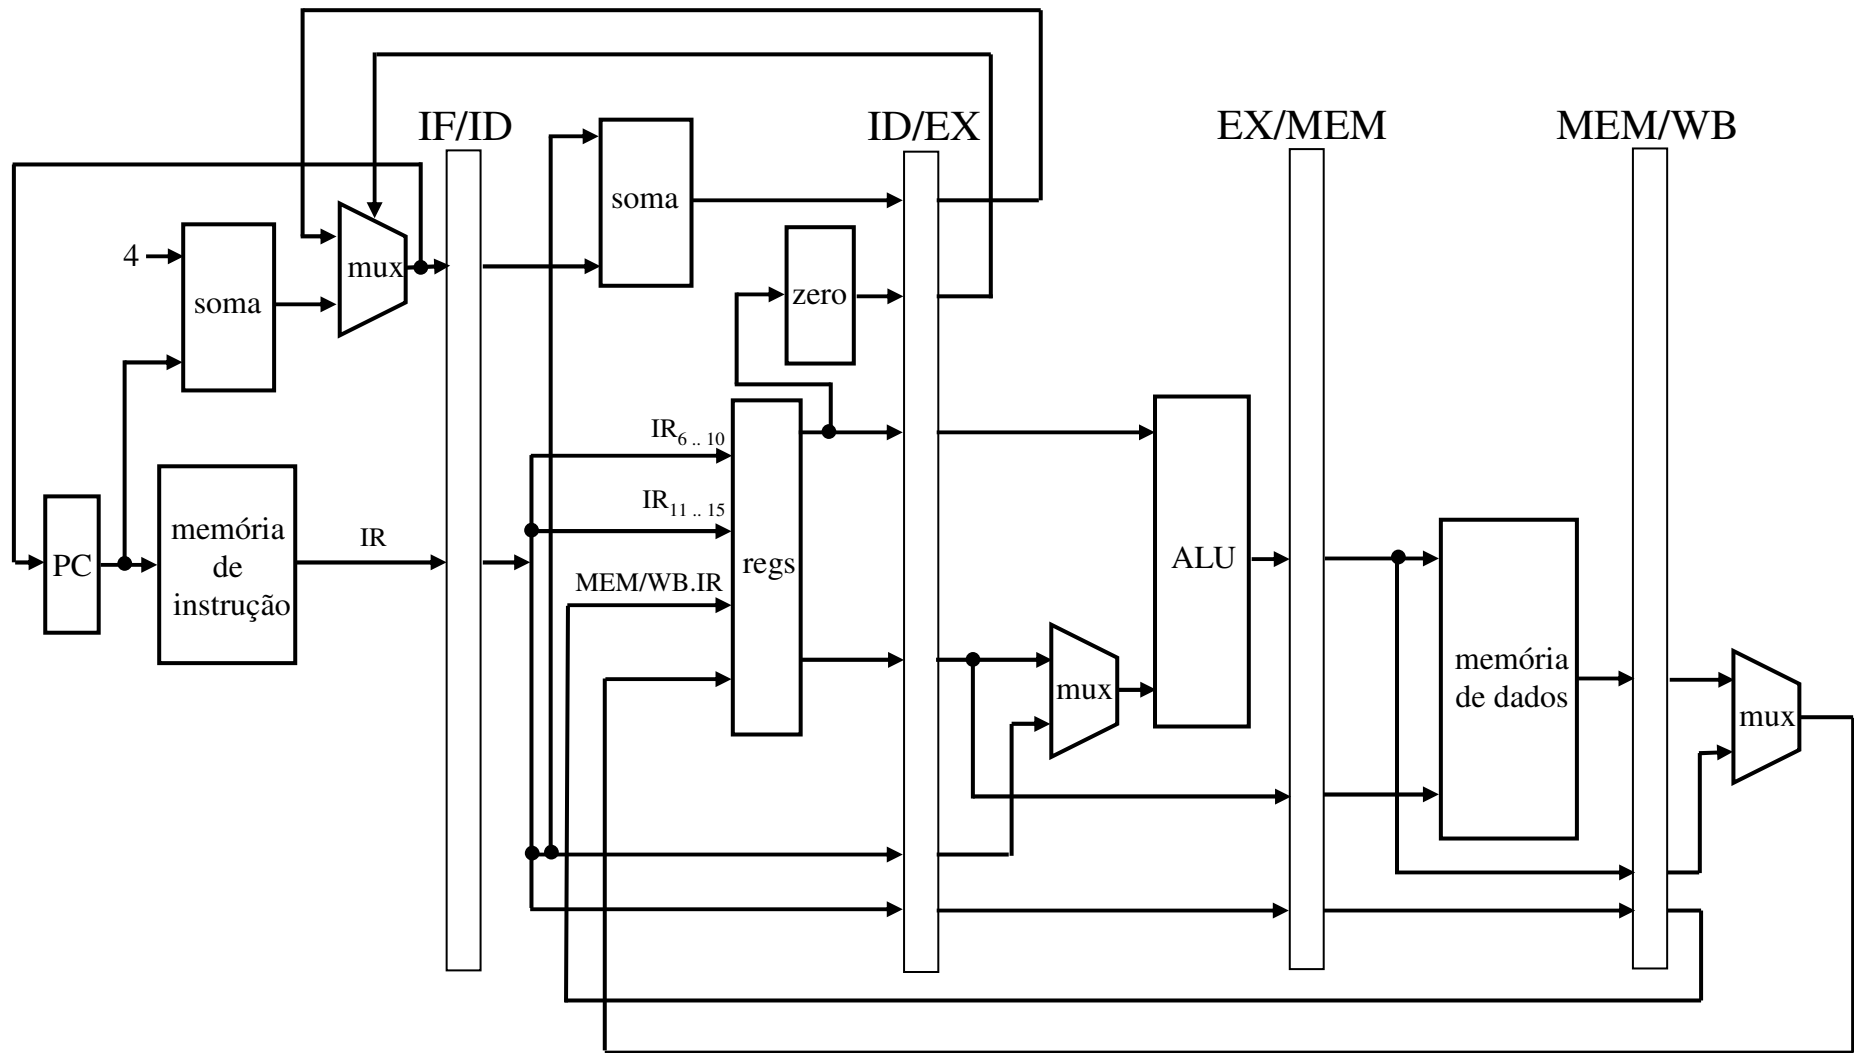 IF/ID
ID/EX
EX/MEM
MEM/WB
soma
4
mux
soma
zero
IR6 .. 10
IR11 .. 15
memória
de
instrução
IR
PC
MEM/WB.IR
regs
ALU
mux
memória
de dados
mux